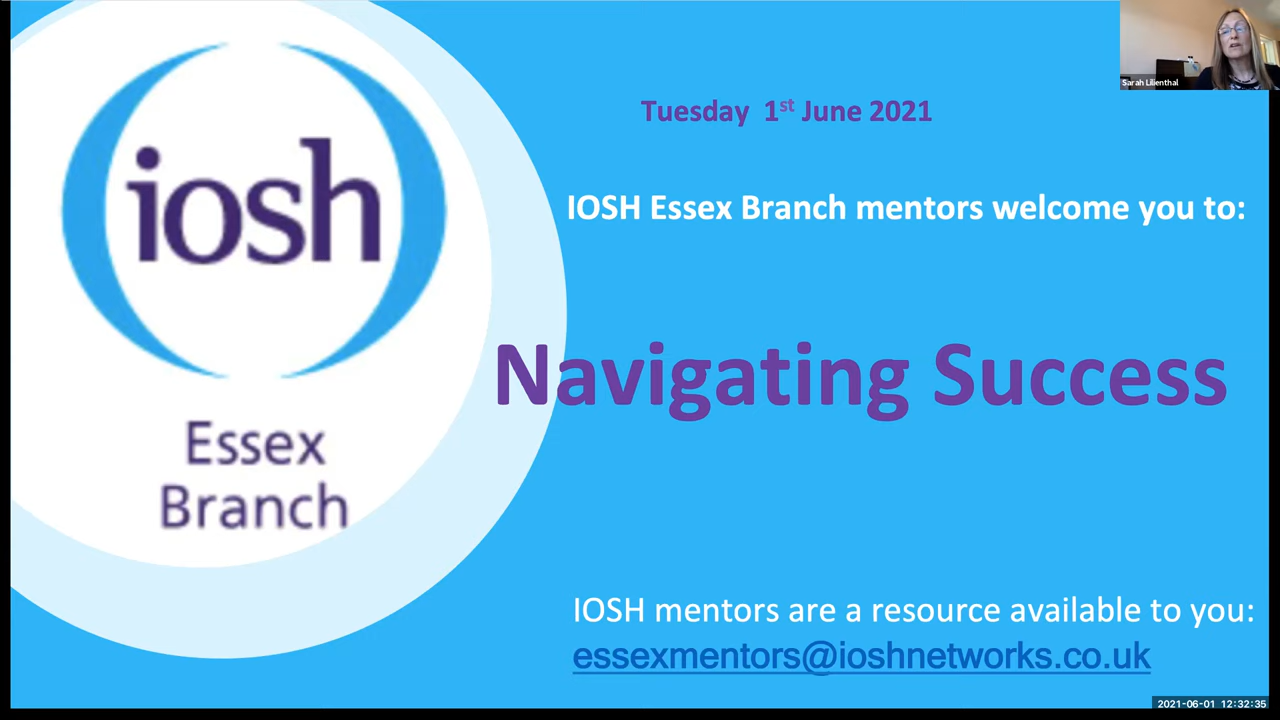 Sarah Lilienthal
Tuesday 1st June 2021
IOSH Essex Branch mentors welcome you to:
iosh
Navigating Success
Essex
Branch
IOSH mentors are a resource available to you:
essexmentors@ioshnetworks.co.uk
2021-06-01 12:32:35